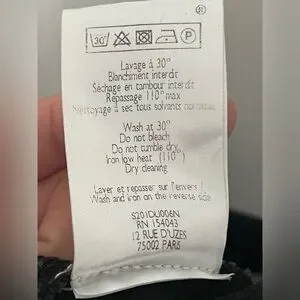 30°
P
Lavage à 30°
Blanchiment interdit
Séchage en tambour interdit
Repassage 110° max
Nettoyage à sec tous solvants normaux
Wash at 30°
Do not bleach
Do not tumble dry
Iron low heat (110°)
Dry cleaning
Laver et repasser sur l'envers /
Wash and iron on the reverse side
RN 154043
12 RUE D'UZES
75002 PARIS